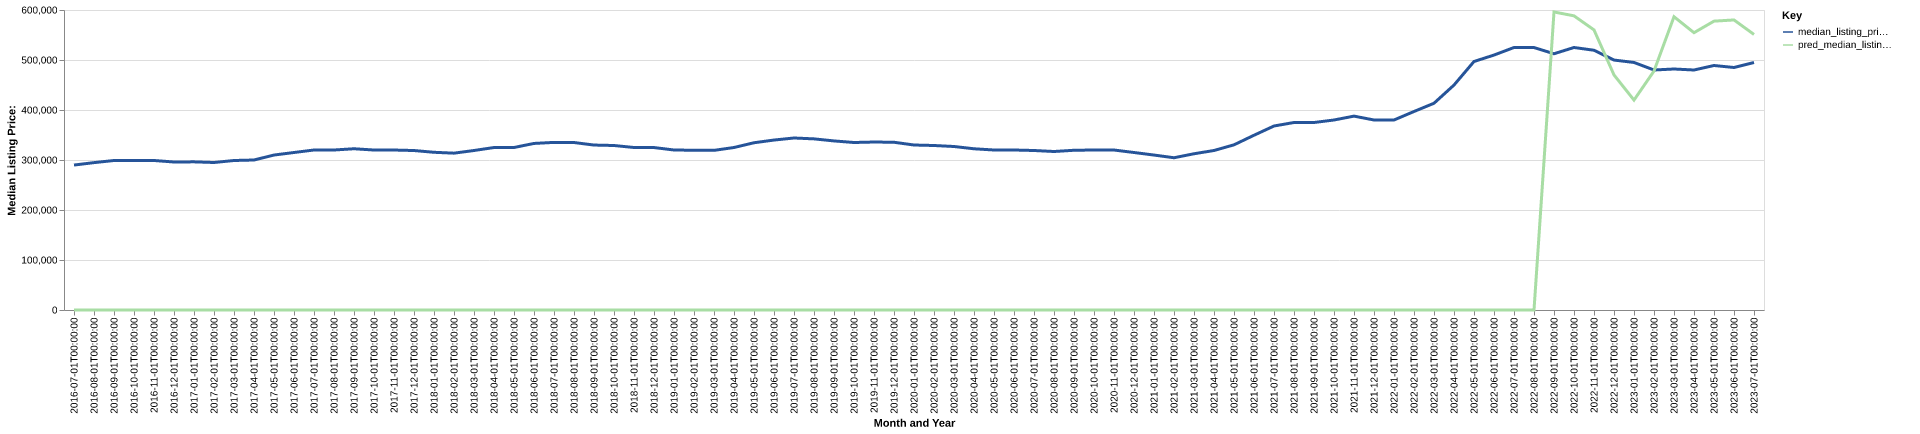 600,000
500,000
400,000
300,000
200,000
100,000
0
Median Listing Price:
2016-07-01T00:00:00
2016-08-01T00:00:00
2016-09-01T00:00:00
2016-10-01T00:00:00
2016-11-01T00:00:00
2016-12-01T00:00:00
2017-01-01T00:00:00
2017-02-01T00:00:00
2017-03-01T00:00:00
2017-04-01T00:00:00
2017-05-01T00:00:00
2017-06-01T00:00:00
2017-07-01T00:00:00
2017-08-01T00:00:00
2017-09-01T00:00:00
2017-10-01T00:00:00
2017-11-01T00:00:00
2017-12-01T00:00:00
2018-01-01T00:00:00
2018-02-01T00:00:00
2018-03-01T00:00:00
2018-04-01T00:00:00
2018-05-01T00:00:00
2018-06-01T00:00:00
2018-07-01T00:00:00
2018-08-01T00:00:00
2018-09-01T00:00:00
2018-10-01T00:00:00
2018-11-01T00:00:00
2018-12-01T00:00:00
2019-01-01T00:00:00
2019-02-01T00:00:00
2019-03-01T00:00:00
2019-04-01T00:00:00
2019-05-01T00:00:00
2019-06-01T00:00:00
2019-07-01T00:00:00
2019-08-01T00:00:00
2019-09-01T00:00:00
2019-10-01T00:00:00
2019-11-01T00:00:00
2019-12-01T00:00:00
2020-01-01T00:00:00
2020-02-01T00:00:00
2020-03-01T00:00:00
2020-04-01T00:00:00
2020-05-01T00:00:00
2020-06-01T00:00:00
2020-07-01T00:00:00
2020-08-01T00:00:00
2020-09-01T00:00:00
2020-10-01T00:00:00
2020-11-01T00:00:00
2020-12-01T00:00:00
2021-01-01T00:00:00
2021-02-01T00:00:00
2021-03-01T00:00:00
2021-04-01T00:00:00
2021-05-01T00:00:00
2021-06-01T00:00:00
2021-07-01T00:00:00
2021-08-01T00:00:00
2021-09-01T00:00:00
2021-10-01T00:00:00
2021-11-01T00:00:00
2021-12-01T00:00:00
2022-01-01T00:00:00
2022-02-01T00:00:00
2022-03-01T00:00:00
2022-04-01T00:00:00
2022-05-01T00:00:00
2022-06-01T00:00:00
2022-07-01T00:00:00
2022-08-01T00:00:00
2022-09-01T00:00:00
2022-10-01T00:00:00
2022-11-01T00:00:00
2022-12-01T00:00:00
2023-01-01T00:00:00
2023-02-01T00:00:00
2023-03-01T00:00:00
2023-04-01T00:00:00
2023-05-01T00:00:00
2023-06-01T00:00:00
2023-07-01T00:00:00
Month and Year
Key
median_listing_pri…
pred_median_listin…